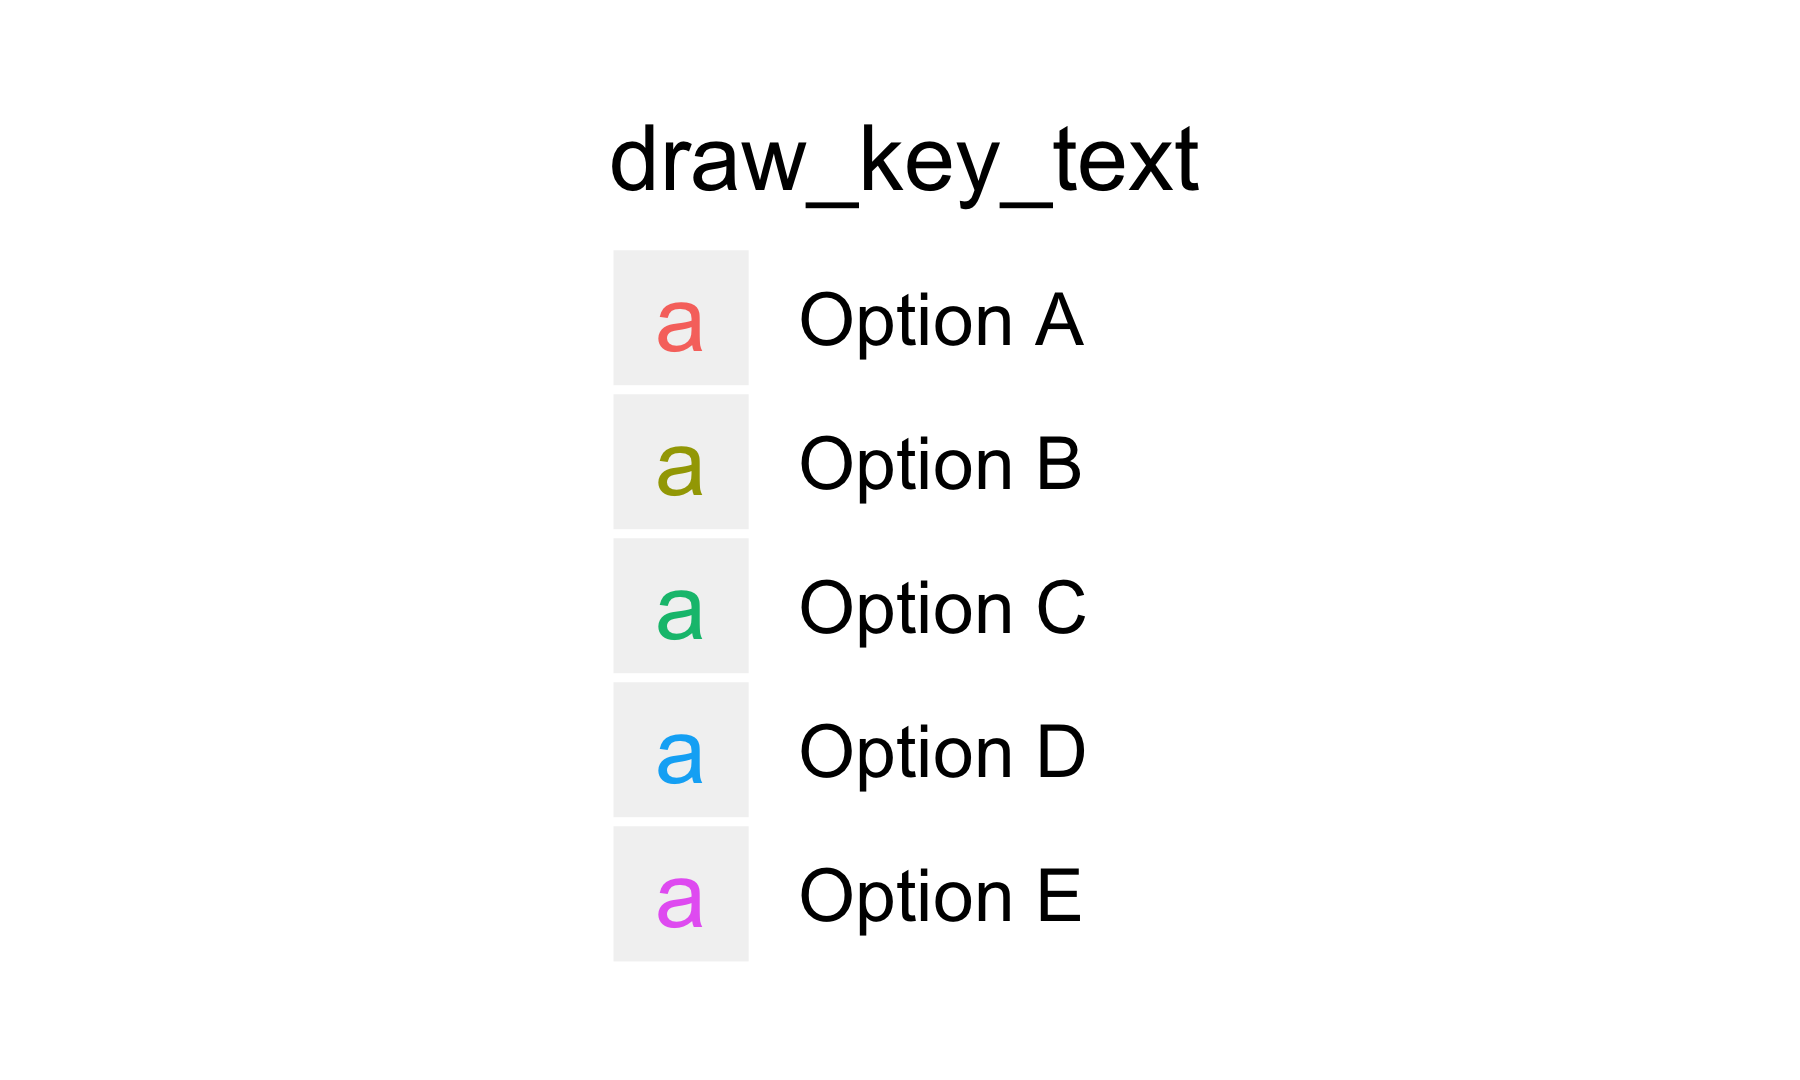 draw_key_text
a Option A
a Option B
a Option C
a Option D
a Option E